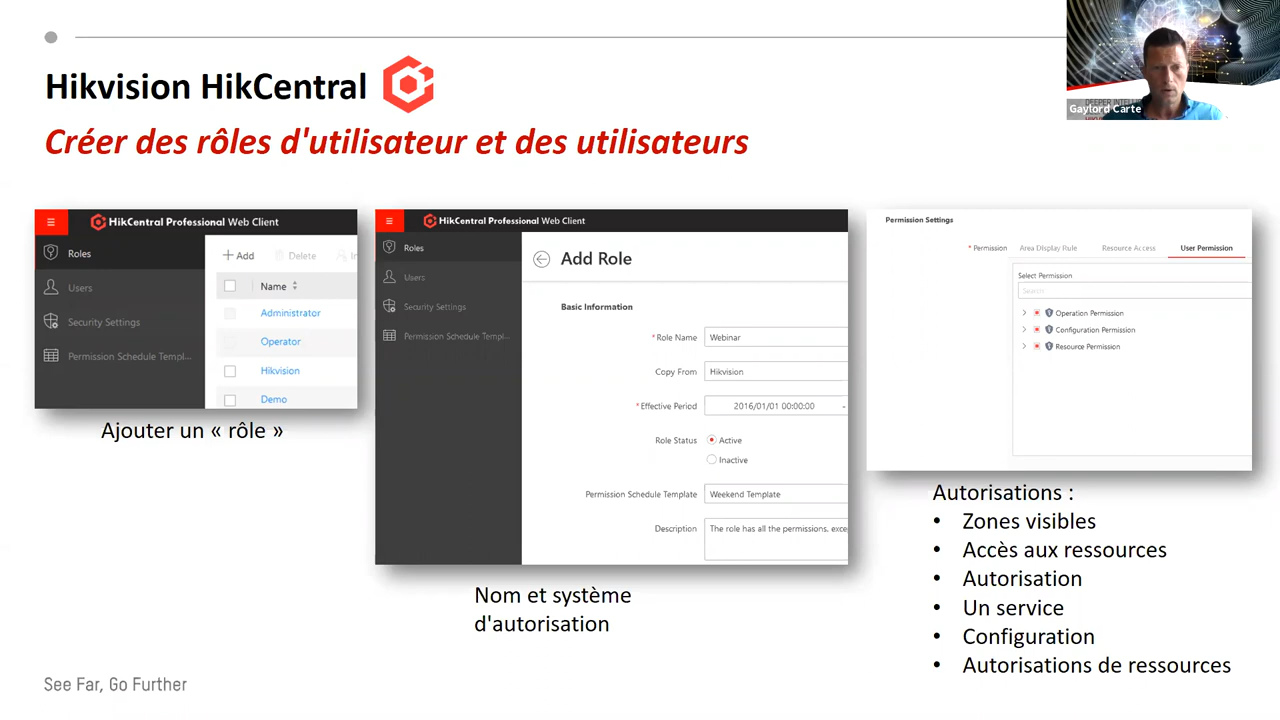 Hikvision HikCentral
Créer des rôles d'utilisateur et des utilisateurs
Gaylord Carte
HikCentral Professional Web Client
Roles
Users
Security Settings
Permission Schedule Templ...
Add
Delete
Name
Administrator
Operator
Hikvision
Demo
Ajouter un « rôle »
HikCentral Professional Web Client
Roles
Users
Security Settings
Permission Schedule Templ...
Add Role
Basic Information
*Role Name Webinar
Copy From Hikvision
*Effective Period 2016/01/01 00:00:00 -
Role Status Active
Inactive
Permission Schedule Template Weekend Template
Description The role has all the permissions, exce
Nom et système
d'autorisation
Permission Settings
* Permission Area Display Rule Resource Access User Permission
Select Permission
Search
Operation Permission
Configuration Permission
Resource Permission
Autorisations :
• Zones visibles
• Accès aux ressources
• Autorisation
• Un service
• Configuration
• Autorisations de ressources
See Far, Go Further